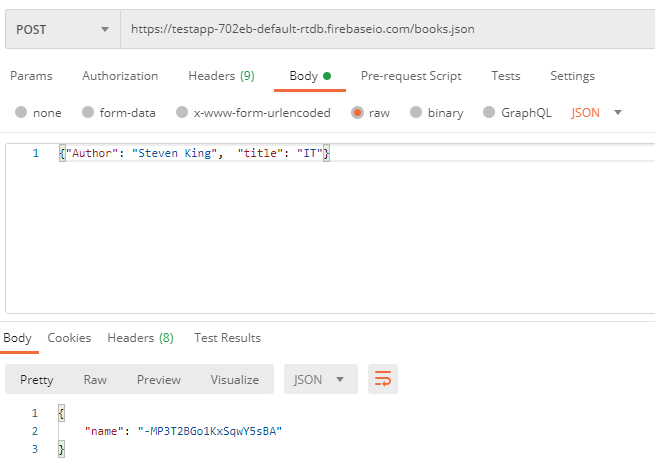 POST https://testapp-702eb-default-rtdb.firebaseio.com/books.json
Params Authorization Headers (9) Body Pre-request Script Tests Settings
none form-data x-www-form-urlencoded raw binary GraphQL JSON
1 {"Author": "Steven King", "title": "IT"}
Body Cookies Headers (8) Test Results
Pretty Raw Preview Visualize JSON
1 {
2 "name": "-MP3T2BGo1KxSqwY5sBA"
3 }